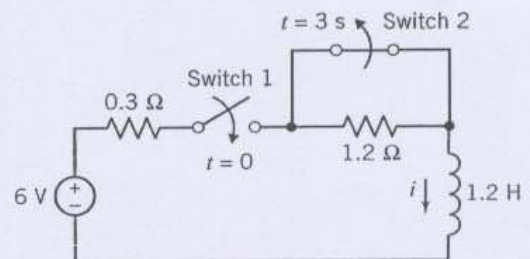 t = 3 s Switch 2
Switch 1
0.3 Ω
t = 0
1.2 Ω
6 V
+
−
i
1.2 H